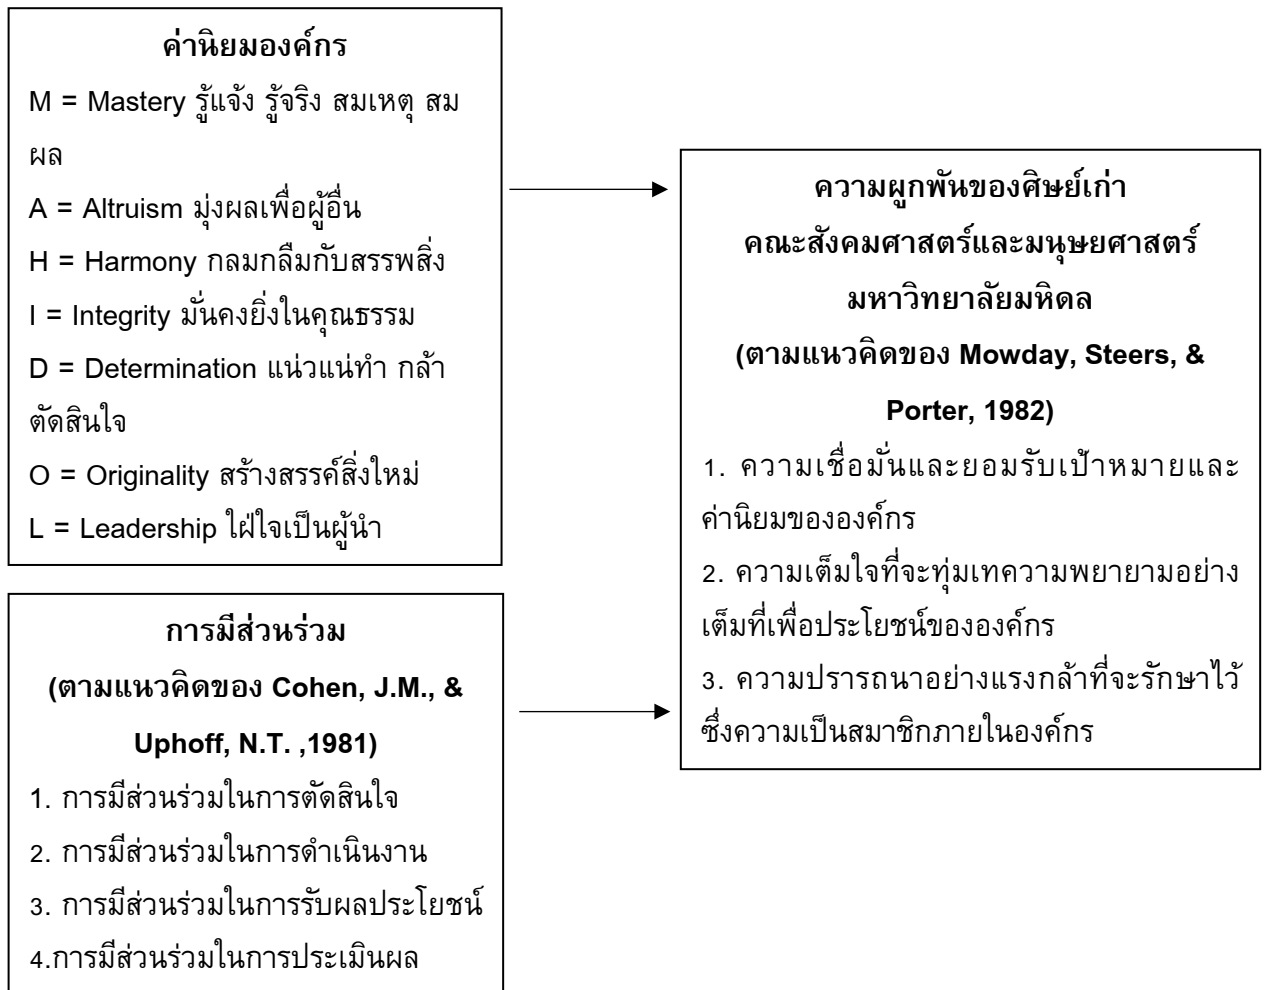 ค่านิยมองค์กร
M = Mastery รู้แจ้ง รู้จริง สมเหตุ สม
ผล
A = Altruism มุ่งผลเพื่อผู้อื่น
H = Harmony กลมกลืมกับสรรพสิ่ง
I = Integrity มั่นคงยิ่งในคุณธรรม
D = Determination แน่วแน่ทำ กล้า
ตัดสินใจ
O = Originality สร้างสรรค์สิ่งใหม่
L = Leadership ใฝ่ใจเป็นผู้นำ
การมีส่วนร่วม
(ตามแนวคิดของ Cohen, J.M., &
Uphoff, N.T. ,1981)
1. การมีส่วนร่วมในการตัดสินใจ
2. การมีส่วนร่วมในการดำเนินงาน
3. การมีส่วนร่วมในการรับผลประโยชน์
4.การมีส่วนร่วมในการประเมินผล
ความผูกพันของศิษย์เก่า
คณะสังคมศาสตร์และมนุษยศาสตร์
มหาวิทยาลัยมหิดล
(ตามแนวคิดของ Mowday, Steers, &
Porter, 1982)
1. ความเชื่อมั่นและยอมรับเป้าหมายและ
ค่านิยมขององค์กร
2. ความเต็มใจที่จะทุ่มเทความพยายามอย่าง
เต็มที่เพื่อประโยชน์ขององค์กร
3. ความปรารถนาอย่างแรงกล้าที่จะรักษาไว้
ซึ่งความเป็นสมาชิกภายในองค์กร